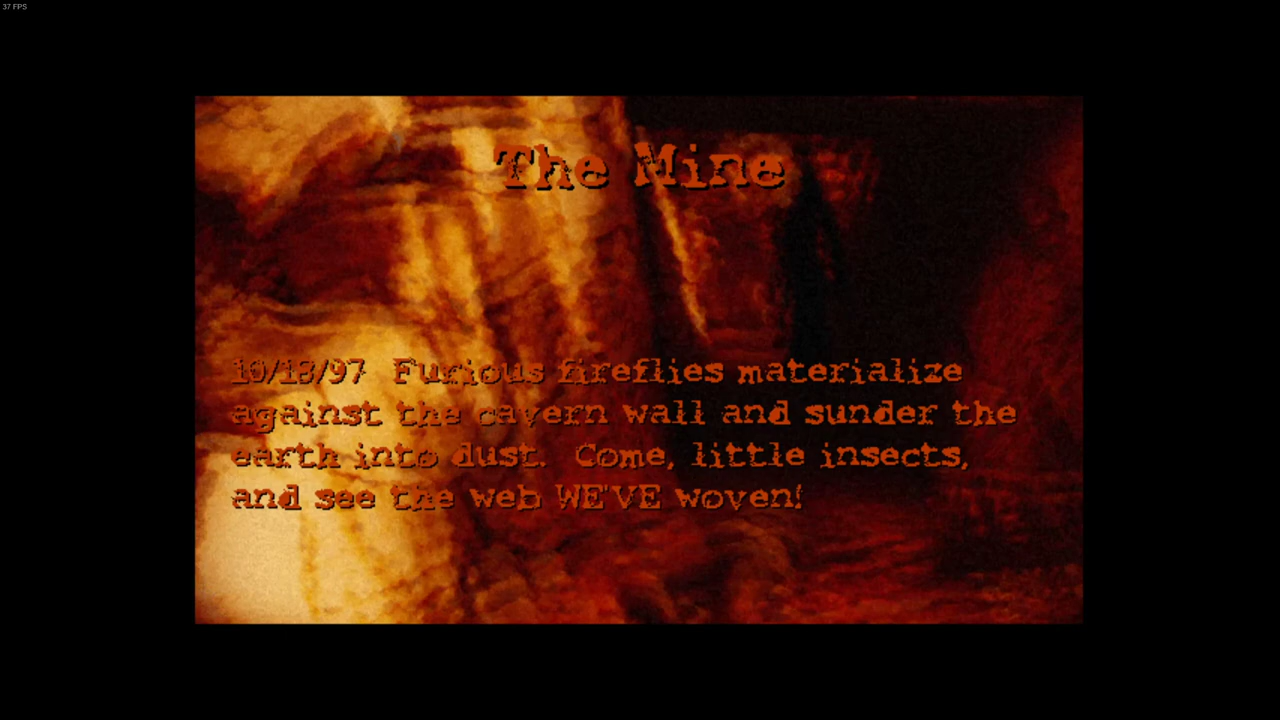 37 FPS
The Mine
10/18/97 Furious fireflies materialize
against the cavern wall and sunder the
earth into dust. Come, little insects,
and see the web WE'VE woven!